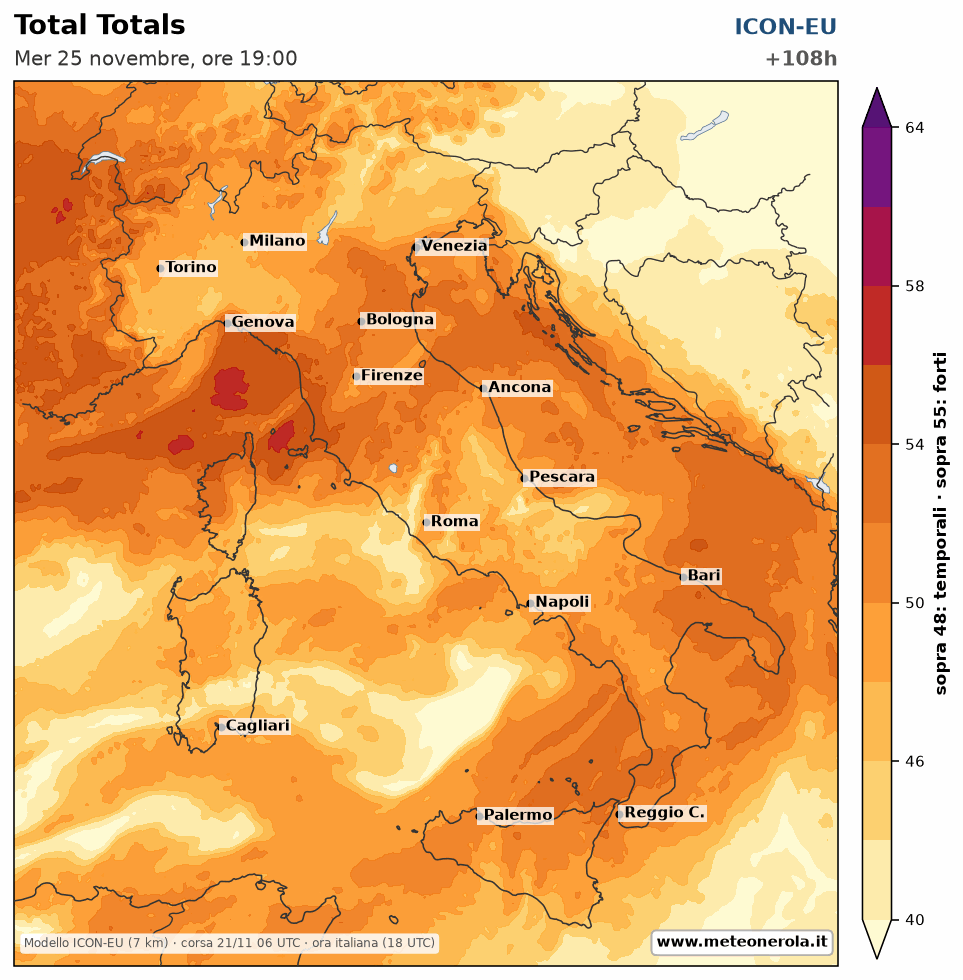 Total Totals
ICON-EU
Mer 25 novembre, ore 19:00
+108h
Milano
Venezia
Torino
Genova
Bologna
Firenze
Ancona
Pescara
Roma
Bari
Napoli
Cagliari
Palermo
Reggio C.
64
58
54
50
46
40
sopra 48: temporali · sopra 55: forti
Modello ICON-EU (7 km) · corsa 21/11 06 UTC · ora italiana (18 UTC)
www.meteonerola.it